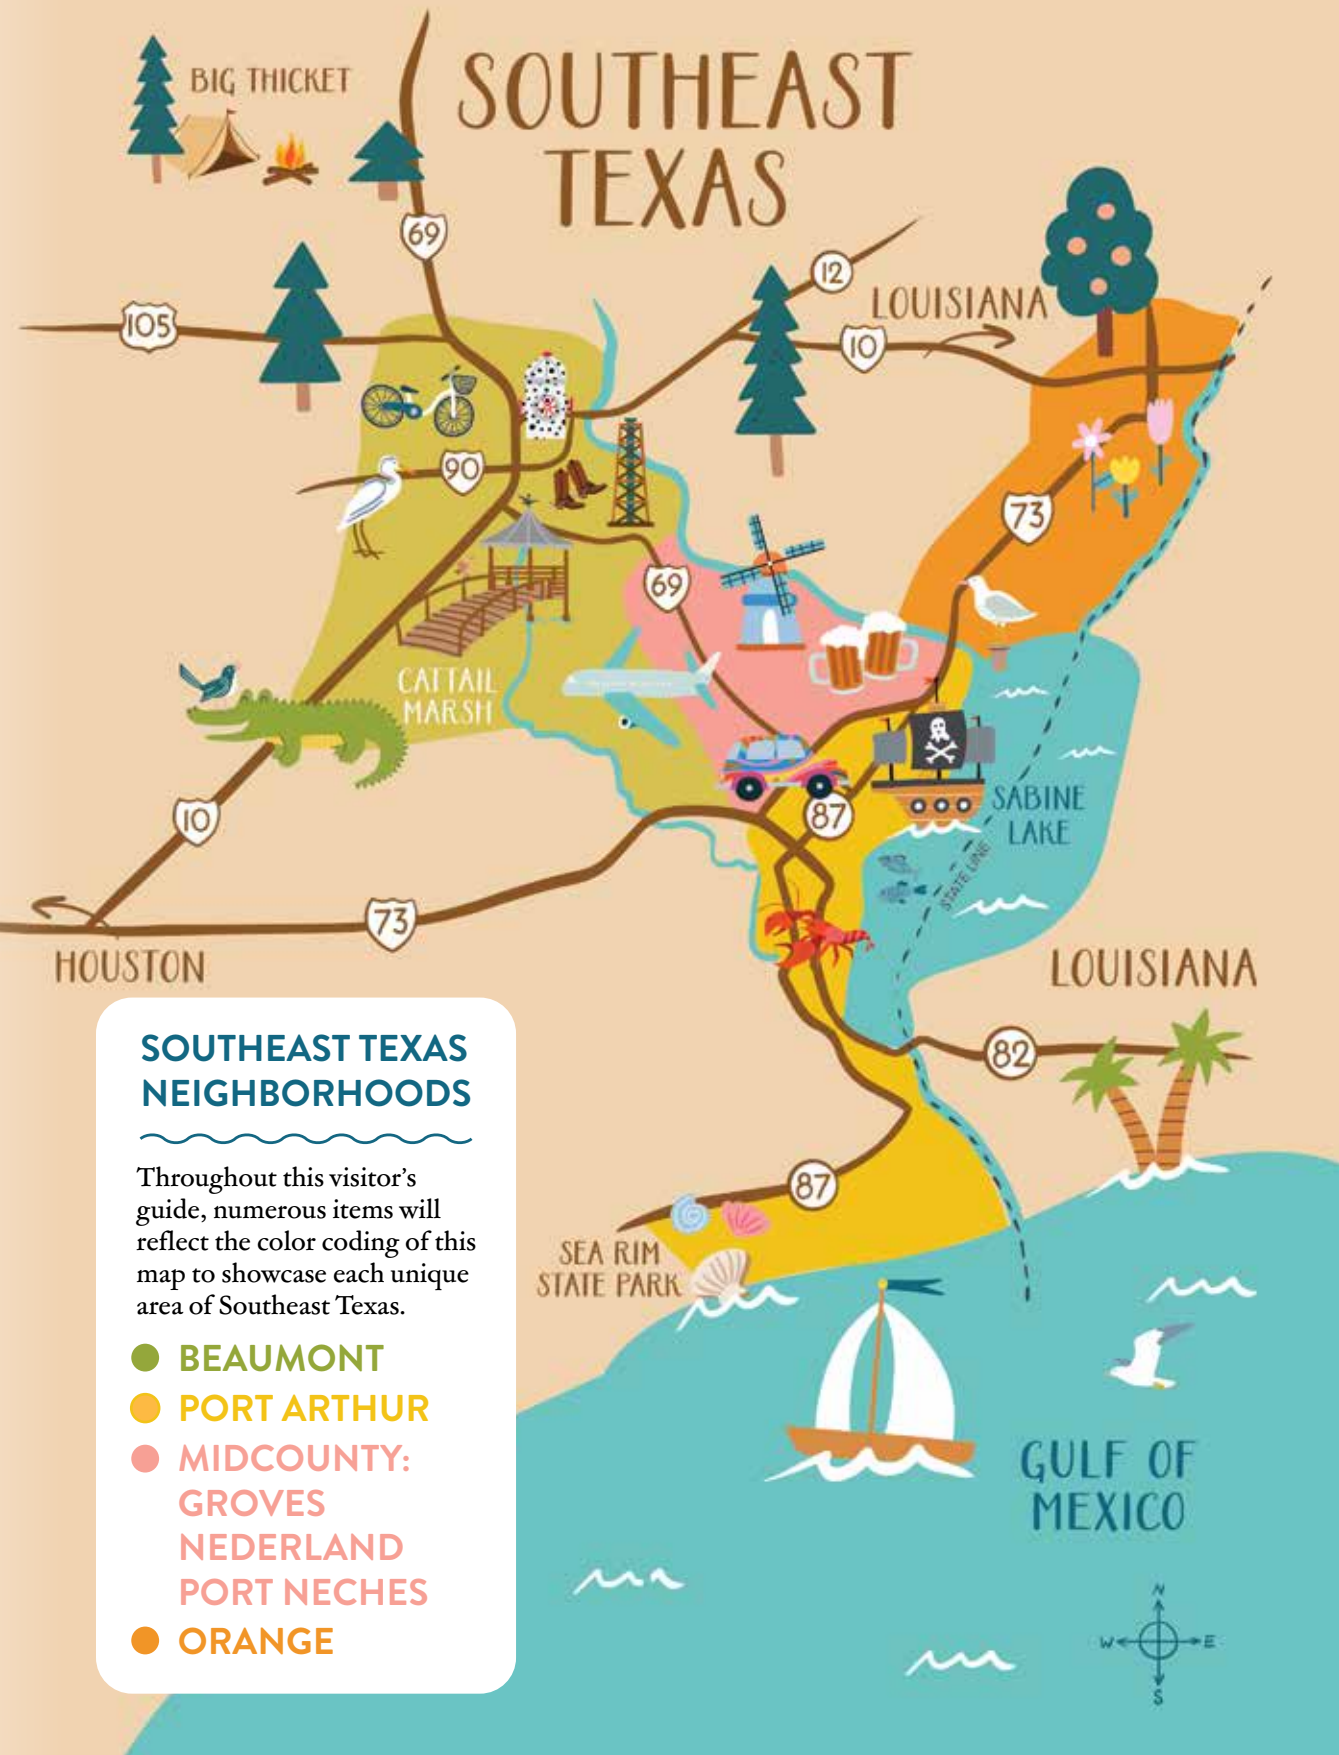 BIG THICKET
SOUTHEAST
TEXAS
69
12
LOUISIANA
105
10
90
73
69
CATTAIL
MARSH
87
SABINE
LAKE
10
STATE LINE
73
HOUSTON
LOUISIANA
82
87
SEA RIM
STATE PARK
GULF OF
MEXICO
N
W E
S
SOUTHEAST TEXAS
NEIGHBORHOODS
Throughout this visitor’s
guide, numerous items will
reflect the color coding of this
map to showcase each unique
area of Southeast Texas.
BEAUMONT
PORT ARTHUR
MIDCOUNTY:
GROVES
NEDERLAND
PORT NECHES
ORANGE